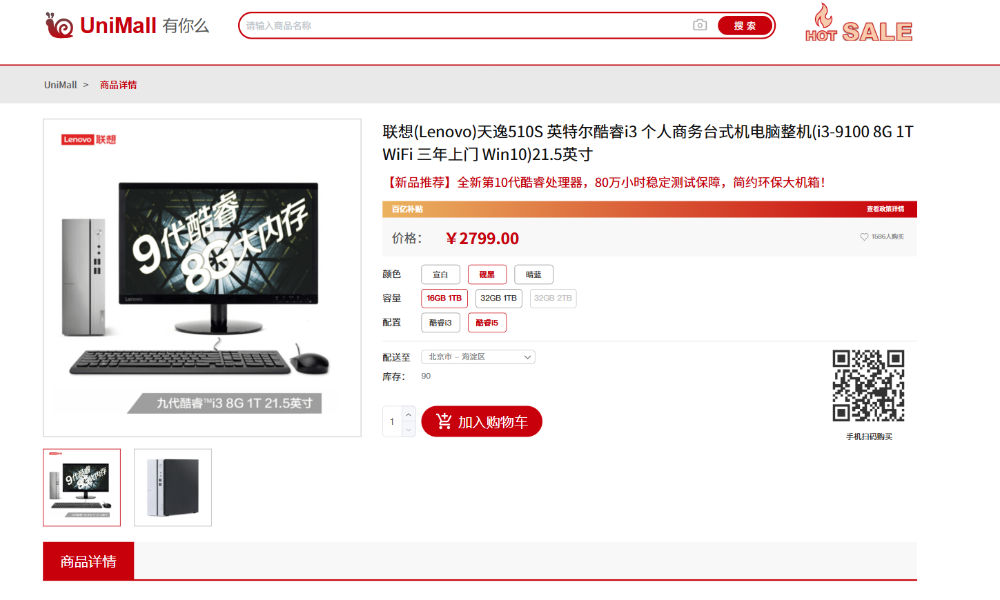 UniMall 有你么
请输入商品名称
搜 索
HOT SALE
UniMall > 商品详情
Lenovo 联想
9代酷睿
8G大内存
Lenovo
九代酷睿™i3 8G 1T 21.5英寸
联想(Lenovo)天逸510S 英特尔酷睿i3 个人商务台式机电脑整机(i3-9100 8G 1T
WiFi 三年上门 Win10)21.5英寸
【新品推荐】全新第10代酷睿处理器，80万小时稳定测试保障，简约环保大机箱！
百亿补贴 查看政策详情
价格： ￥2799.00 1586人购买
颜色 宣白 砚黑 晴蓝
容量 16GB 1TB 32GB 1TB 32GB 2TB
配置 酷睿i3 酷睿i5
配送至 北京市 – 海淀区
库存： 90
1 加入购物车
手机扫码购买
9代酷睿
8G大内存
商品详情